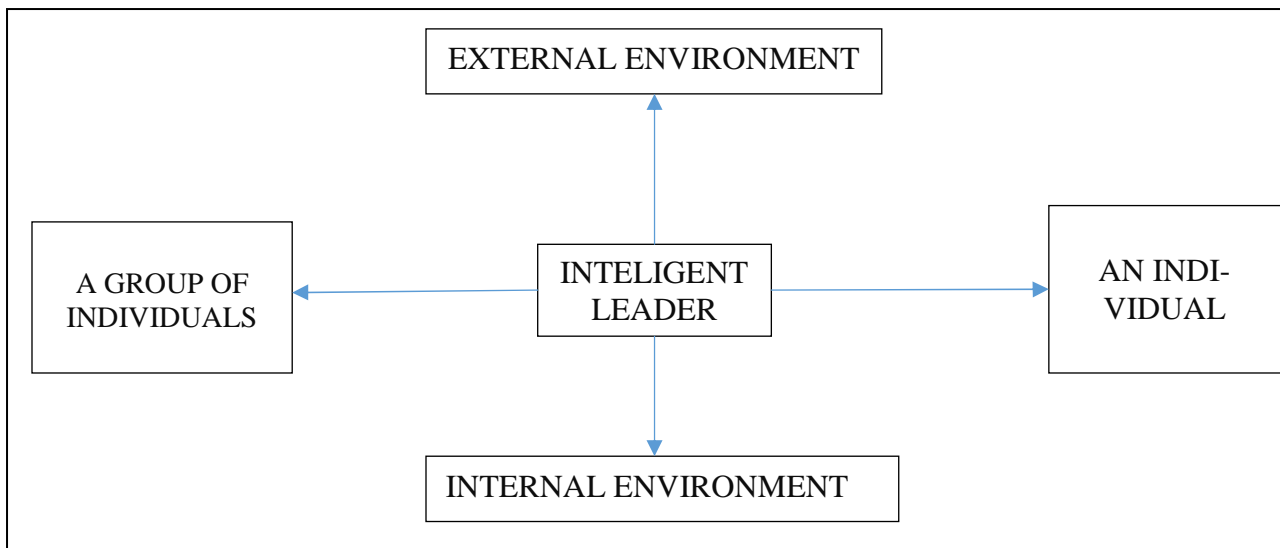 EXTERNAL ENVIRONMENT
A GROUP OF
INDIVIDUALS
INTELIGENT
LEADER
AN INDI-
VIDUAL
INTERNAL ENVIRONMENT